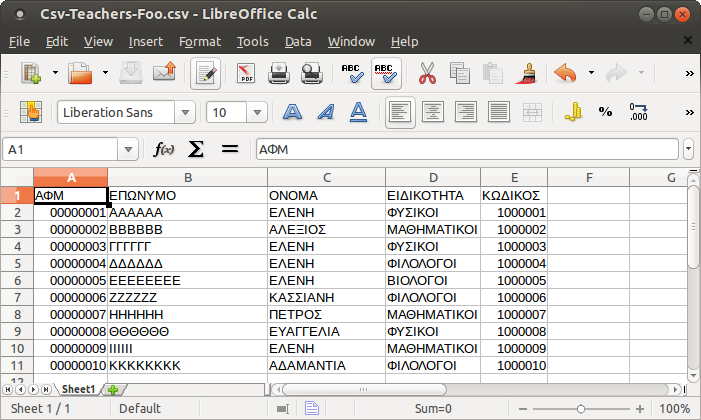 Csv-Teachers-Foo.csv - LibreOffice Calc
File Edit View Insert Format Tools Data Window Help
PDF ABC ABC
Liberation Sans 10 A A A % 0 .000
A1 f(x) Σ = ΑΦΜ
A B C D E F G
1 ΑΦΜ ΕΠΩΝΥΜΟ ΟΝΟΜΑ ΕΙΔΙΚΟΤΗΤΑ ΚΩΔΙΚΟΣ
2 00000001 ΑΑΑΑΑΑ ΕΛΕΝΗ ΦΥΣΙΚΟΙ 1000001
3 00000002 ΒΒΒΒΒΒ ΑΛΕΞΙΟΣ ΜΑΘΗΜΑΤΙΚΟΙ 1000002
4 00000003 ΓΓΓΓΓΓ ΕΛΕΝΗ ΦΥΣΙΚΟΙ 1000003
5 00000004 ΔΔΔΔΔΔ ΕΛΕΝΗ ΦΙΛΟΛΟΓΟΙ 1000004
6 00000005 ΕΕΕΕΕΕΕΕ ΕΛΕΝΗ ΒΙΟΛΟΓΟΙ 1000005
7 00000006 ΖΖΖΖΖΖ ΚΑΣΣΙΑΝΗ ΦΙΛΟΛΟΓΟΙ 1000006
8 00000007 ΗΗΗΗΗΗ ΠΕΤΡΟΣ ΜΑΘΗΜΑΤΙΚΟΙ 1000007
9 00000008 ΘΘΘΘΘΘ ΕΥΑΓΓΕΛΙΑ ΦΥΣΙΚΟΙ 1000008
10 00000009 ΙΙΙΙΙΙ ΕΛΕΝΗ ΜΑΘΗΜΑΤΙΚΟΙ 1000009
11 00000010 ΚΚΚΚΚΚΚΚ ΑΔΑΜΑΝΤΙΑ ΦΙΛΟΛΟΓΟΙ 1000010
12
Sheet1
Sheet 1 / 1 Default Sum=0 100%